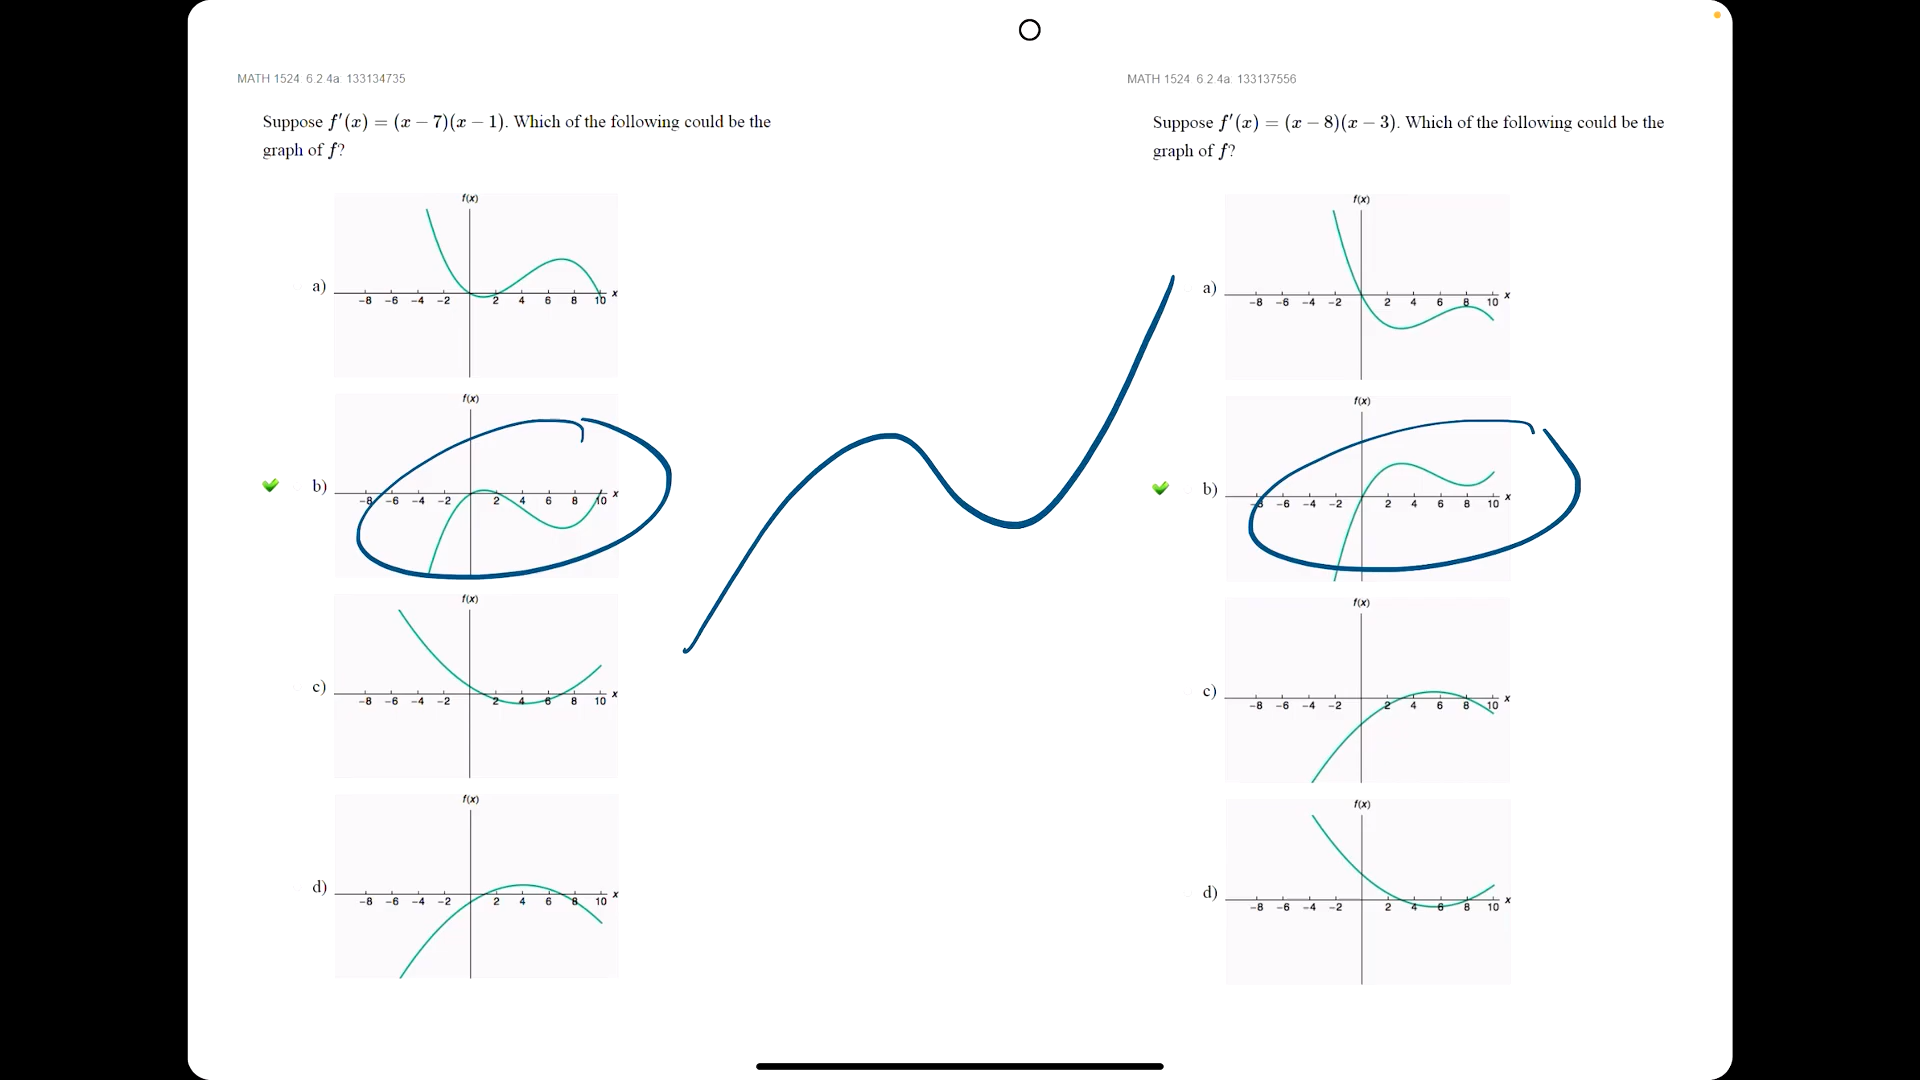 MATH 1524 6 2 4a 133134735
Suppose f′(x) = (x − 7)(x − 1). Which of the following could be the
graph of f?
f(x)
a)
−8 −6 −4 −2 2 4 6 8 10 x
f(x)
b)
−8 −6 −4 −2 2 4 6 8 10 x
f(x)
c)
−8 −6 −4 −2 2 4 6 8 10 x
f(x)
d)
−8 −6 −4 −2 2 4 6 8 10 x
MATH 1524 6 2 4a 133137556
Suppose f′(x) = (x − 8)(x − 3). Which of the following could be the
graph of f?
f(x)
a)
−8 −6 −4 −2 2 4 6 8 10 x
f(x)
b)
−8 −6 −4 −2 2 4 6 8 10 x
f(x)
c)
−8 −6 −4 −2 2 4 6 8 10 x
f(x)
d)
−8 −6 −4 −2 2 4 6 8 10 x